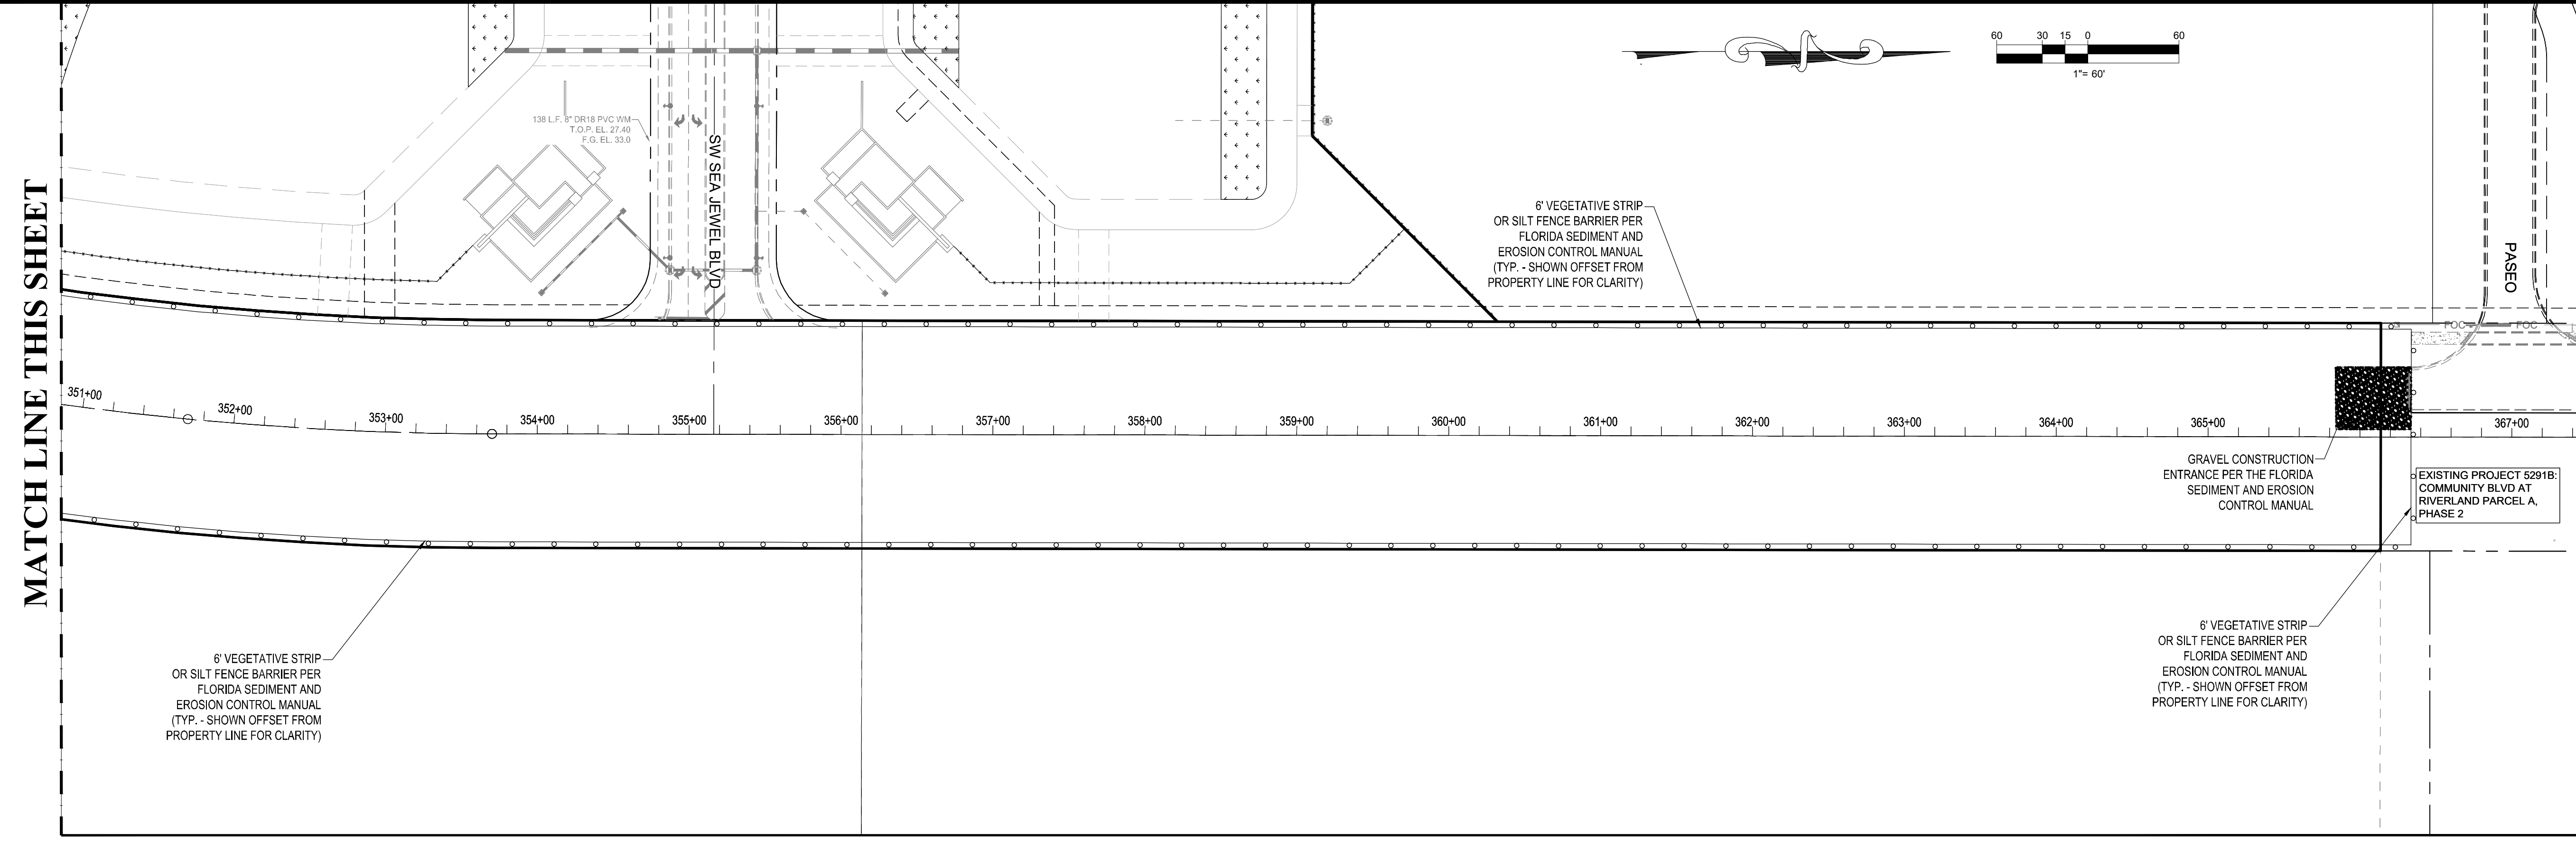 MATCH LINE THIS SHEET
138 L.F. 8" DR18 PVC WM
T.O.P. EL. 27.40
F.G. EL. 33.0
SW SEA JEWEL BLVD
60 30 15 0 60
1"= 60'
6' VEGETATIVE STRIP
OR SILT FENCE BARRIER PER
FLORIDA SEDIMENT AND
EROSION CONTROL MANUAL
(TYP. - SHOWN OFFSET FROM
PROPERTY LINE FOR CLARITY)
PASEO
FOC FOC
351+00 352+00 353+00 354+00 355+00 356+00 357+00 358+00 359+00 360+00 361+00 362+00 363+00 364+00 365+00 367+00
GRAVEL CONSTRUCTION
ENTRANCE PER THE FLORIDA
SEDIMENT AND EROSION
CONTROL MANUAL
EXISTING PROJECT 5291B:
COMMUNITY BLVD AT
RIVERLAND PARCEL A,
PHASE 2
6' VEGETATIVE STRIP
OR SILT FENCE BARRIER PER
FLORIDA SEDIMENT AND
EROSION CONTROL MANUAL
(TYP. - SHOWN OFFSET FROM
PROPERTY LINE FOR CLARITY)
6' VEGETATIVE STRIP
OR SILT FENCE BARRIER PER
FLORIDA SEDIMENT AND
EROSION CONTROL MANUAL
(TYP. - SHOWN OFFSET FROM
PROPERTY LINE FOR CLARITY)